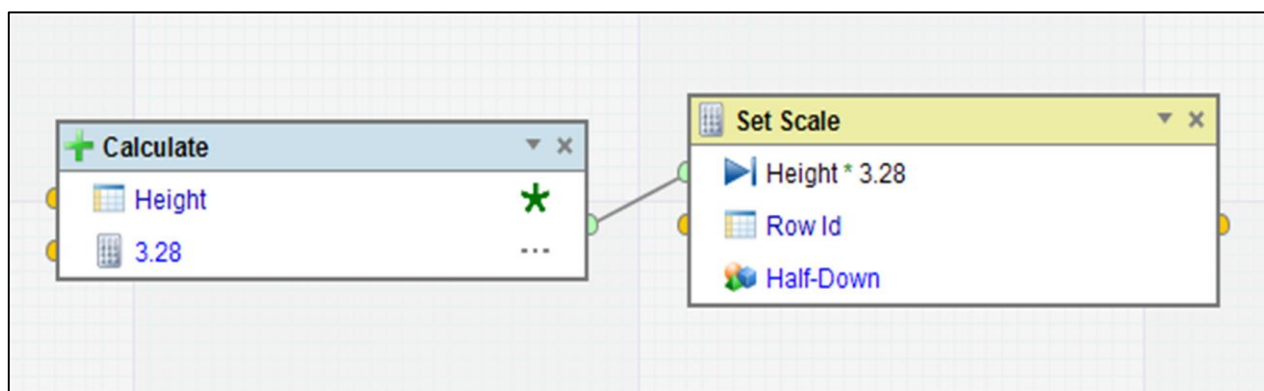 Calculate
Height *
3.28 ...
Set Scale
Height * 3.28
Row Id
Half-Down